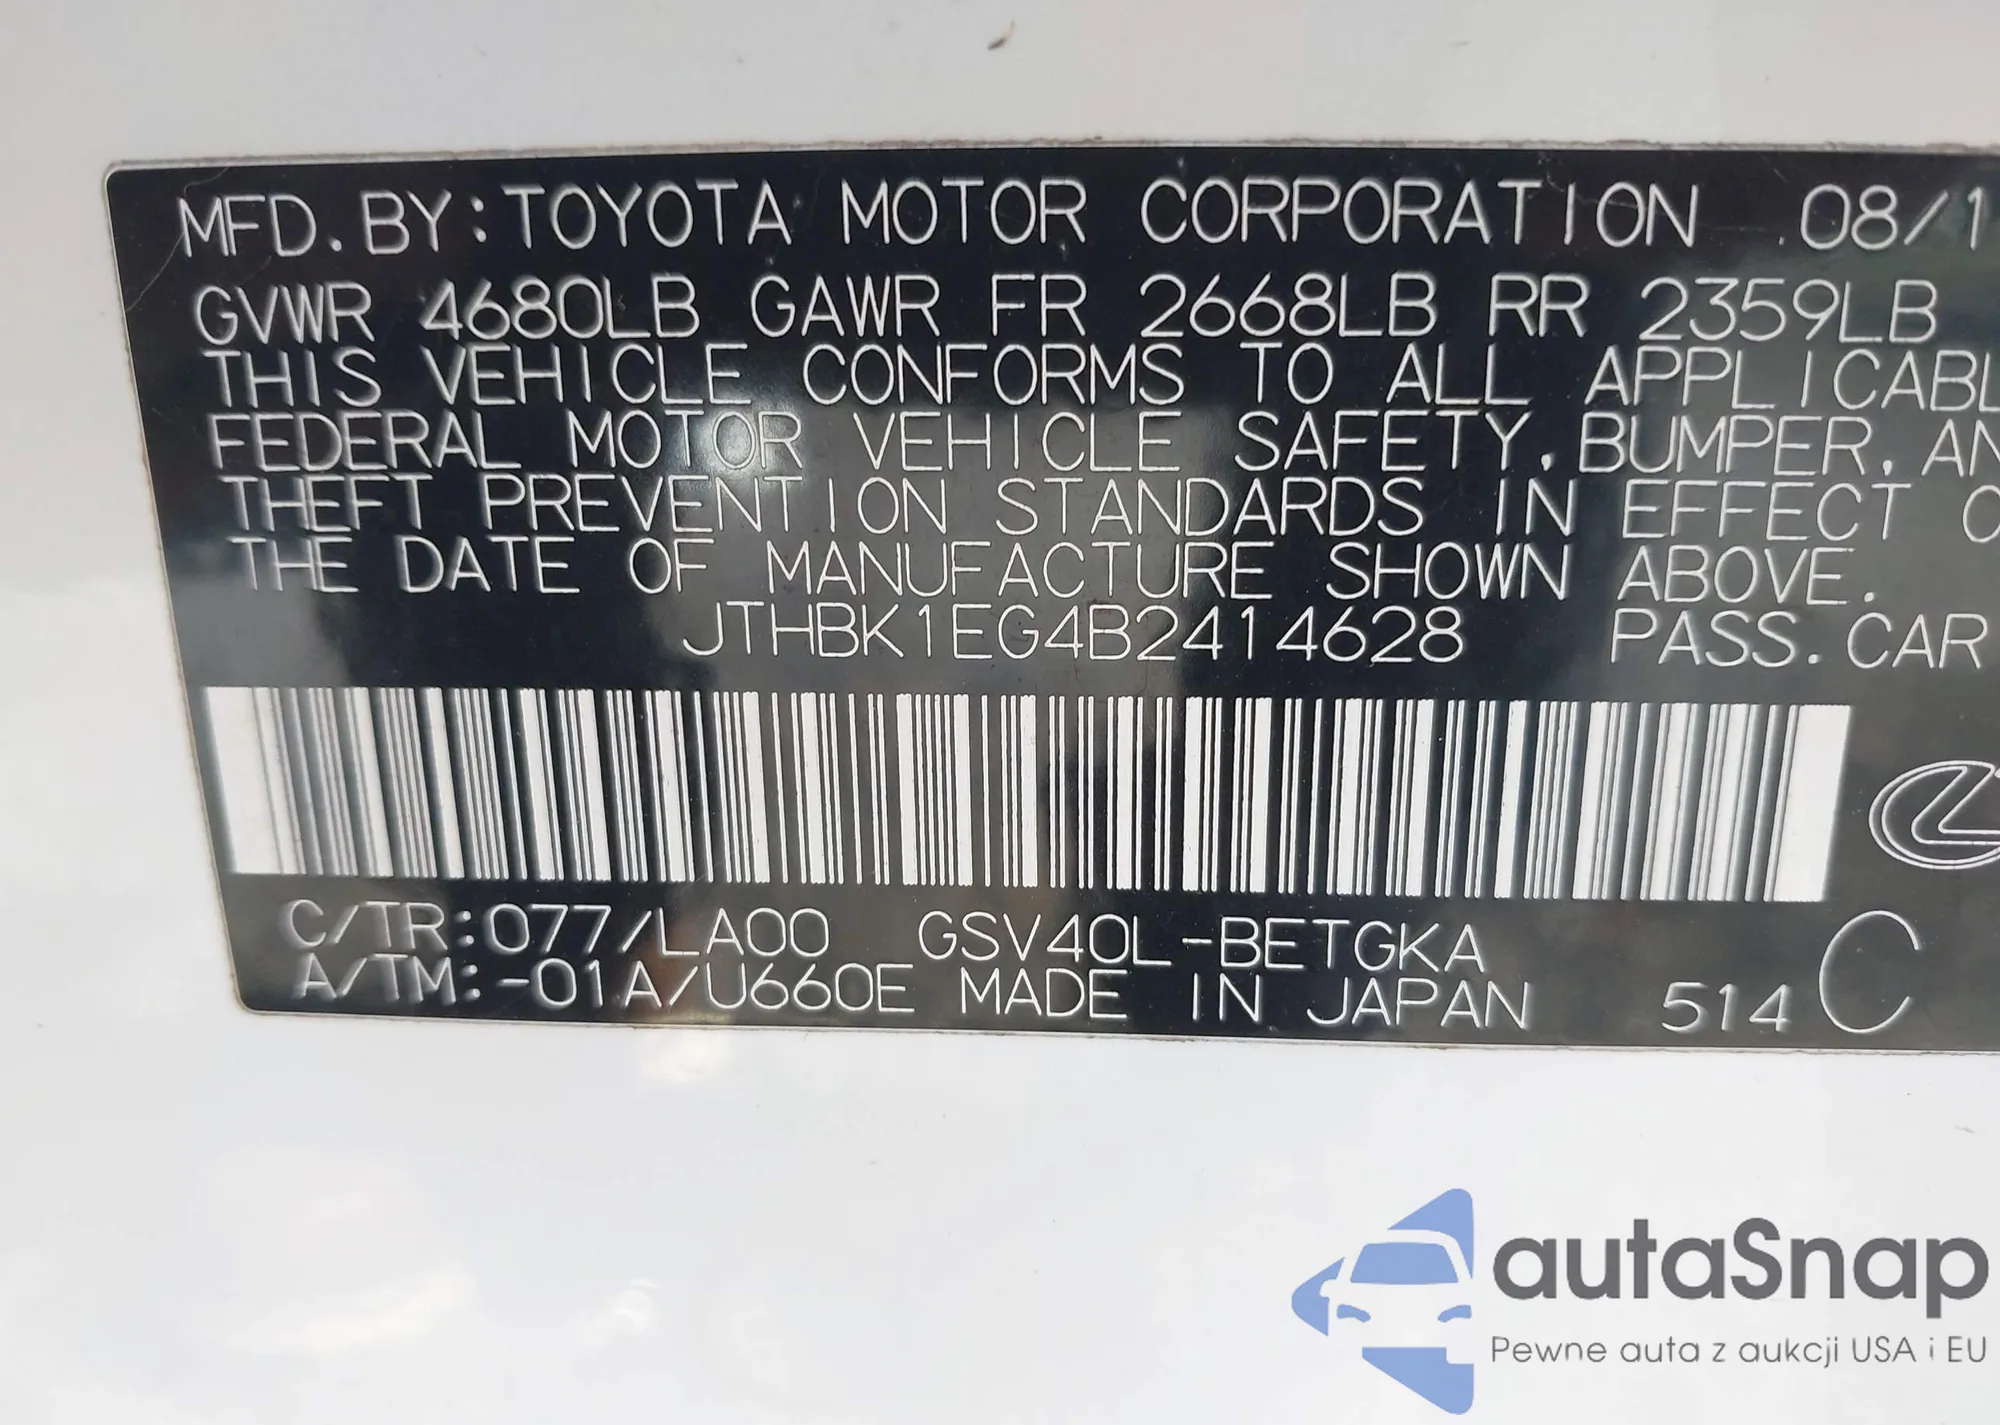 MFD. BY: TOYOTA MOTOR CORPORATION 08/1
GVWR 4680LB GAWR FR 2668LB RR 2359LB
THIS VEHICLE CONFORMS TO ALL APPLICABL
FEDERAL MOTOR VEHICLE SAFETY, BUMPER, AN
THEFT PREVENTION STANDARDS IN EFFECT O
THE DATE OF MANUFACTURE SHOWN ABOVE.
JTHBK1EG4B2414628 PASS. CAR
C/TR:077/LA00 GSV40L-BETGKA
A/TM:-01A/U660E MADE IN JAPAN 514 C
autaSnap
Pewne auta z aukcji USA i EU